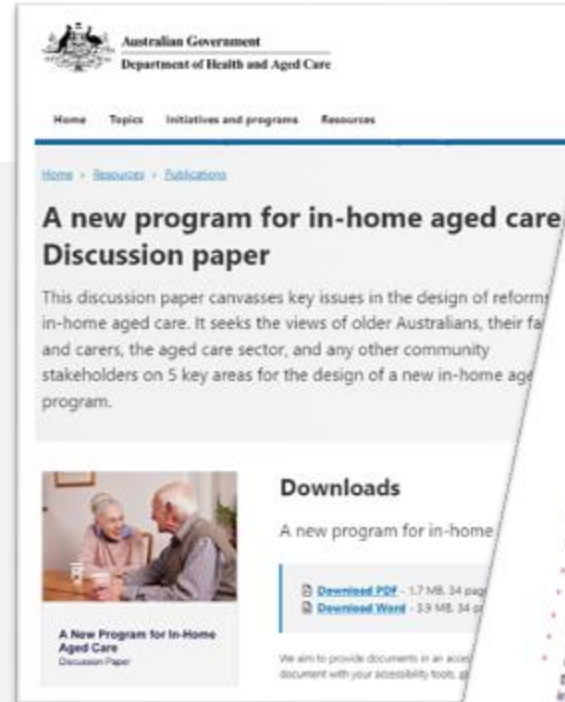 Australian Government
Department of Health and Aged Care
Home Topics Initiatives and programs Resources
Home > Resources > Publications
A new program for in-home aged care
Discussion paper
This discussion paper canvasses key issues in the design of reforms
in-home aged care. It seeks the views of older Australians, their fa
and carers, the aged care sector, and any other community
stakeholders on 5 key areas for the design of a new in-home age
program.
Downloads
A new program for in-home
Download PDF - 1.7 MB, 34 pag
Download Word - 3.9 MB, 34 p
A New Program for In-Home
Aged Care
Discussion Paper
We aim to provide documents in an acces
document with your accessibility tools,